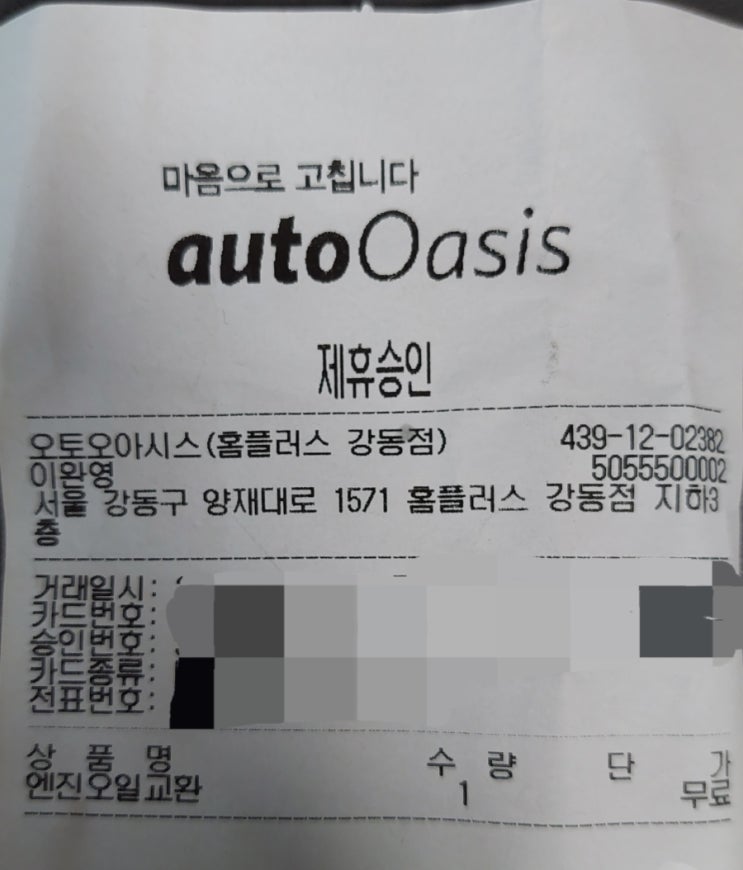 마음으로 고칩니다
autoOasis
제휴승인
오토오아시스(홈플러스 강동점) 439-12-02382
이완영 5055500002
서울 강동구 양재대로 1571 홈플러스 강동점 지하3
층
거래일시:
카드번호:
승인번호:
카드종류:
전표번호:
상 품 명 수 량 단 가
엔진오일교환 1 무료